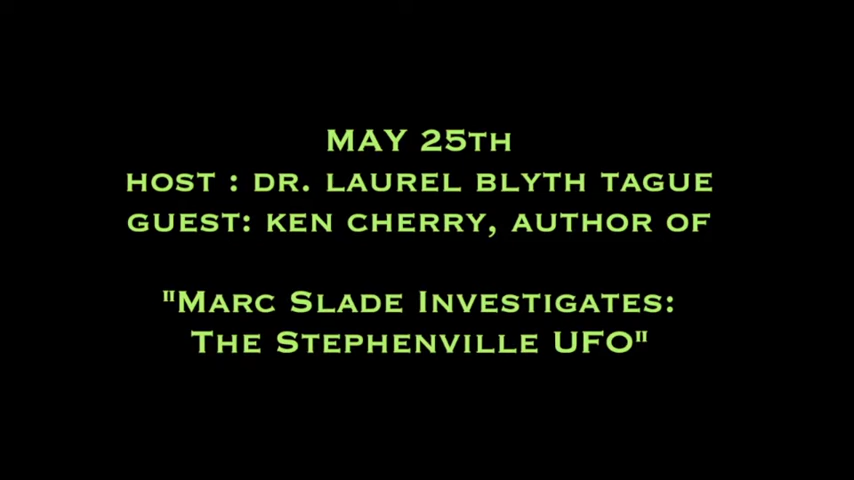 MAY 25TH
HOST : DR. LAUREL BLYTH TAGUE
GUEST: KEN CHERRY, AUTHOR OF
"MARC SLADE INVESTIGATES:
THE STEPHENVILLE UFO"